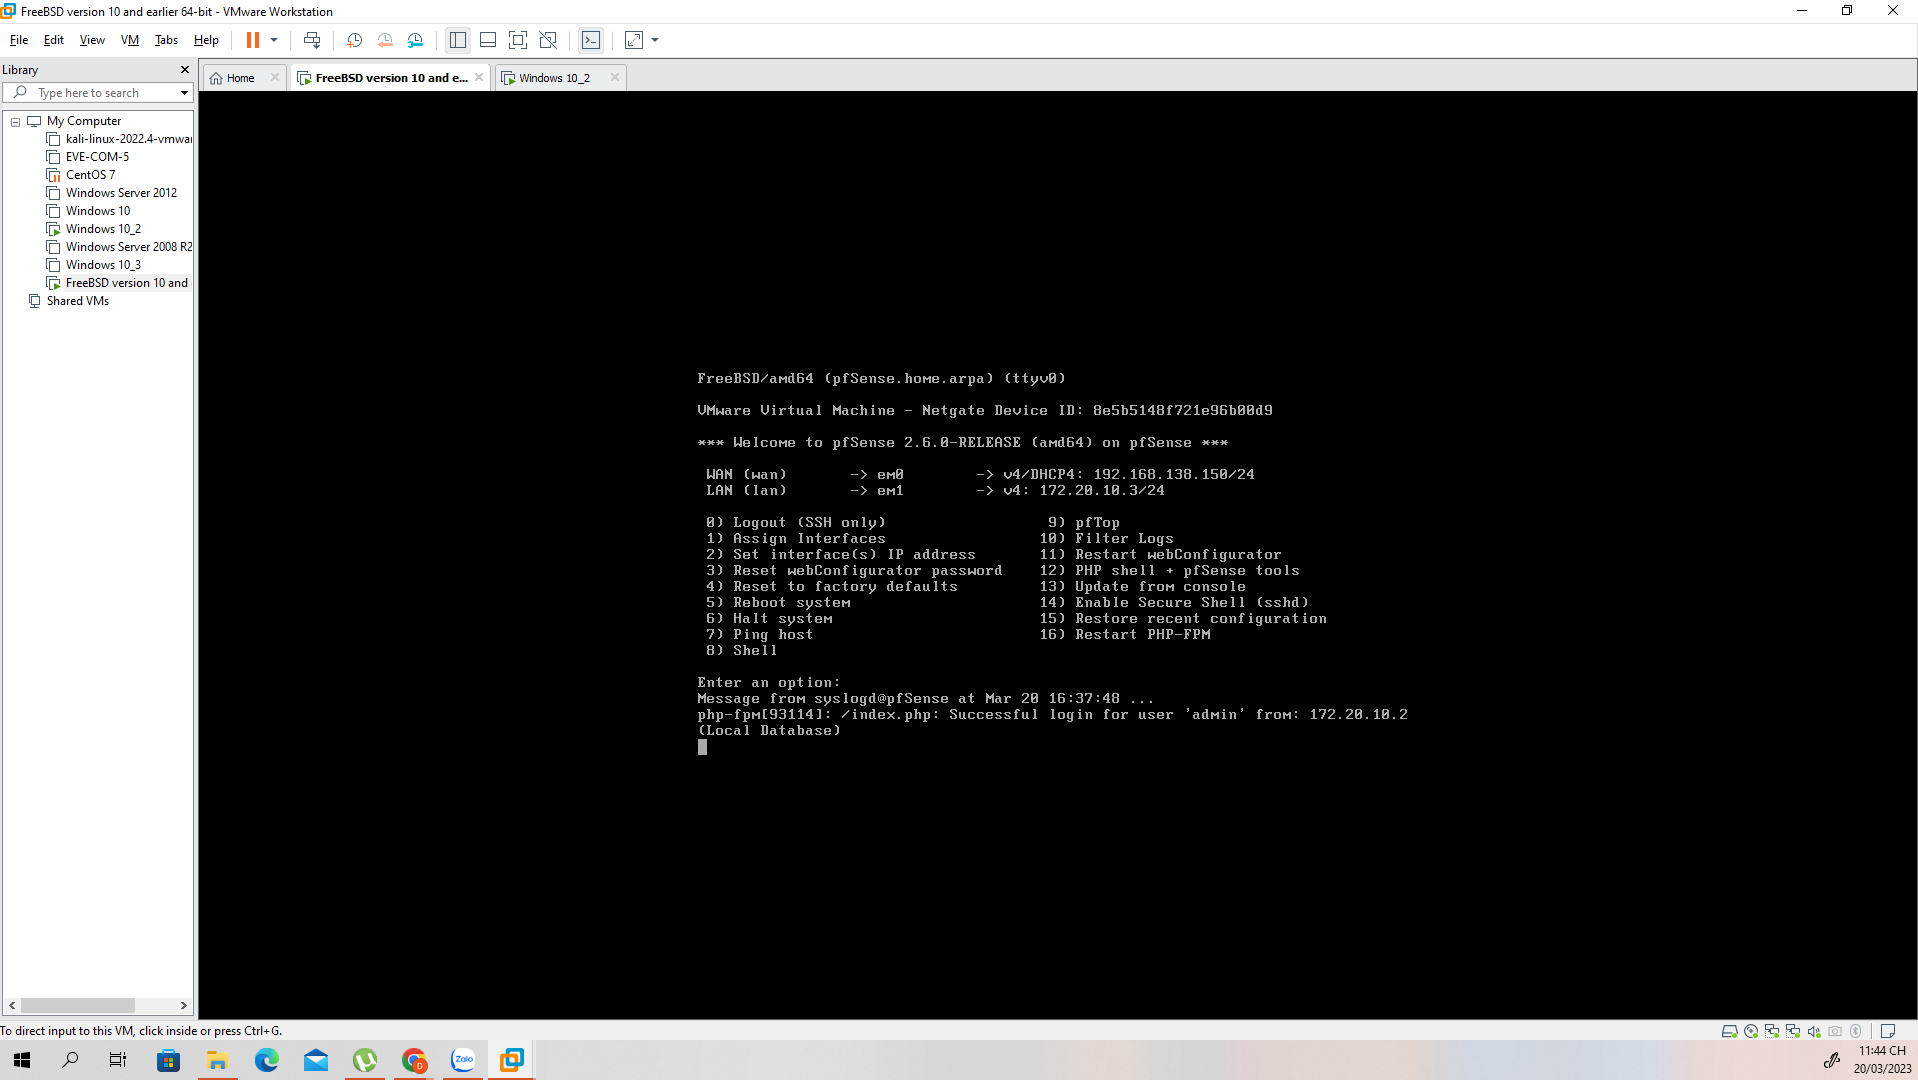 FreeBSD version 10 and earlier 64-bit - VMware Workstation
File Edit View VM Tabs Help
Library
Type here to search
My Computer
kali-linux-2022.4-vmwar
EVE-COM-5
CentOS 7
Windows Server 2012
Windows 10
Windows 10_2
Windows Server 2008 R2
Windows 10_3
FreeBSD version 10 and
Shared VMs
Home
FreeBSD version 10 and e...
Windows 10_2
FreeBSD/amd64 (pfSense.home.arpa) (ttyv0)
VMware Virtual Machine - Netgate Device ID: 8e5b5148f721e96b00d9
*** Welcome to pfSense 2.6.0-RELEASE (amd64) on pfSense ***
WAN (wan) -> em0 -> v4/DHCP4: 192.168.138.150/24
LAN (lan) -> em1 -> v4: 172.20.10.3/24
0) Logout (SSH only) 9) pfTop
1) Assign Interfaces 10) Filter Logs
2) Set interface(s) IP address 11) Restart webConfigurator
3) Reset webConfigurator password 12) PHP shell + pfSense tools
4) Reset to factory defaults 13) Update from console
5) Reboot system 14) Enable Secure Shell (sshd)
6) Halt system 15) Restore recent configuration
7) Ping host 16) Restart PHP-FPM
8) Shell
Enter an option:
Message from syslogd@pfSense at Mar 20 16:37:48 ...
php-fpm[93114]: /index.php: Successful login for user 'admin' from: 172.20.10.2
(Local Database)
To direct input to this VM, click inside or press Ctrl+G.
Zalo
D
11:44 CH
20/03/2023